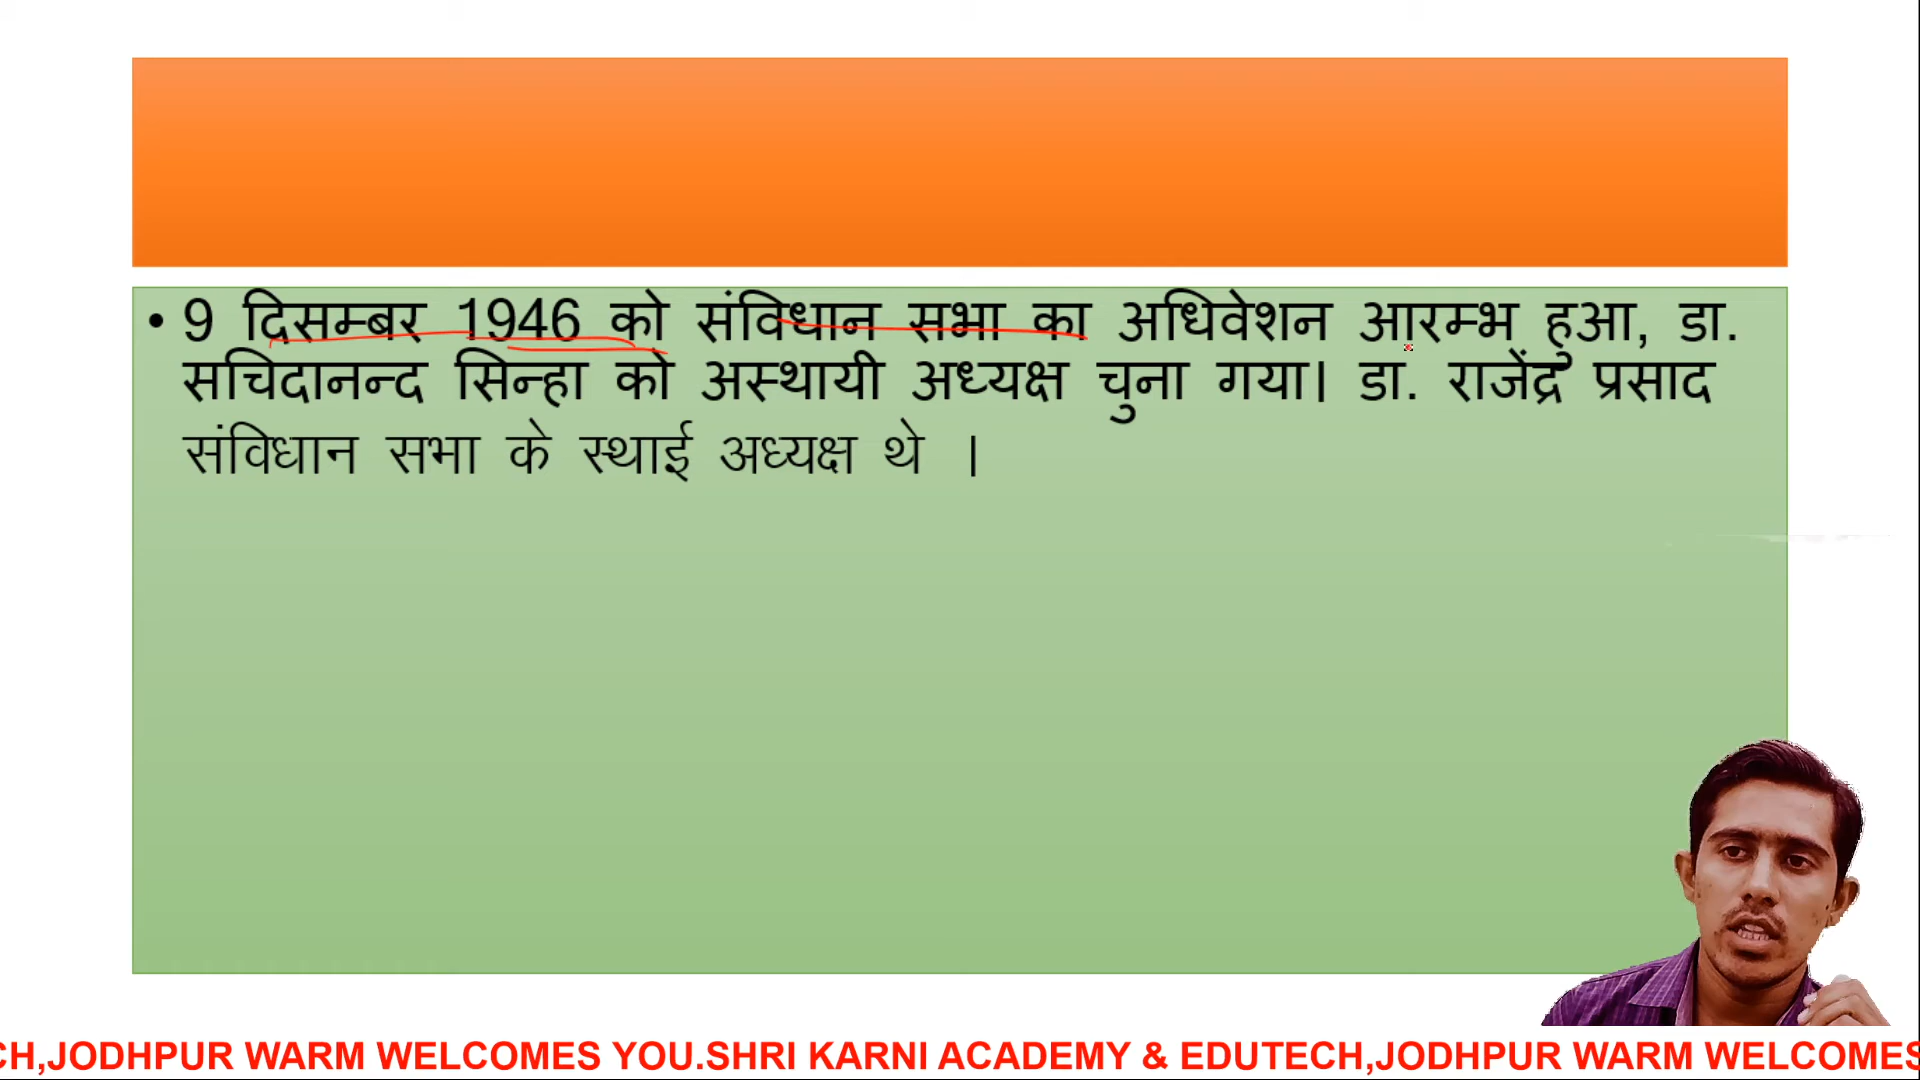 • 9 दिसम्बर 1946 को संविधान सभा का अधिवेशन आरम्भ हुआ, डा.
सचिदानन्द सिन्हा को अस्थायी अध्यक्ष चुना गया। डा. राजेंद्र प्रसाद
संविधान सभा के स्थाई अध्यक्ष थे ।
CH,JODHPUR WARM WELCOMES YOU.SHRI KARNI ACADEMY & EDUTECH,JODHPUR WARM WELCOMES